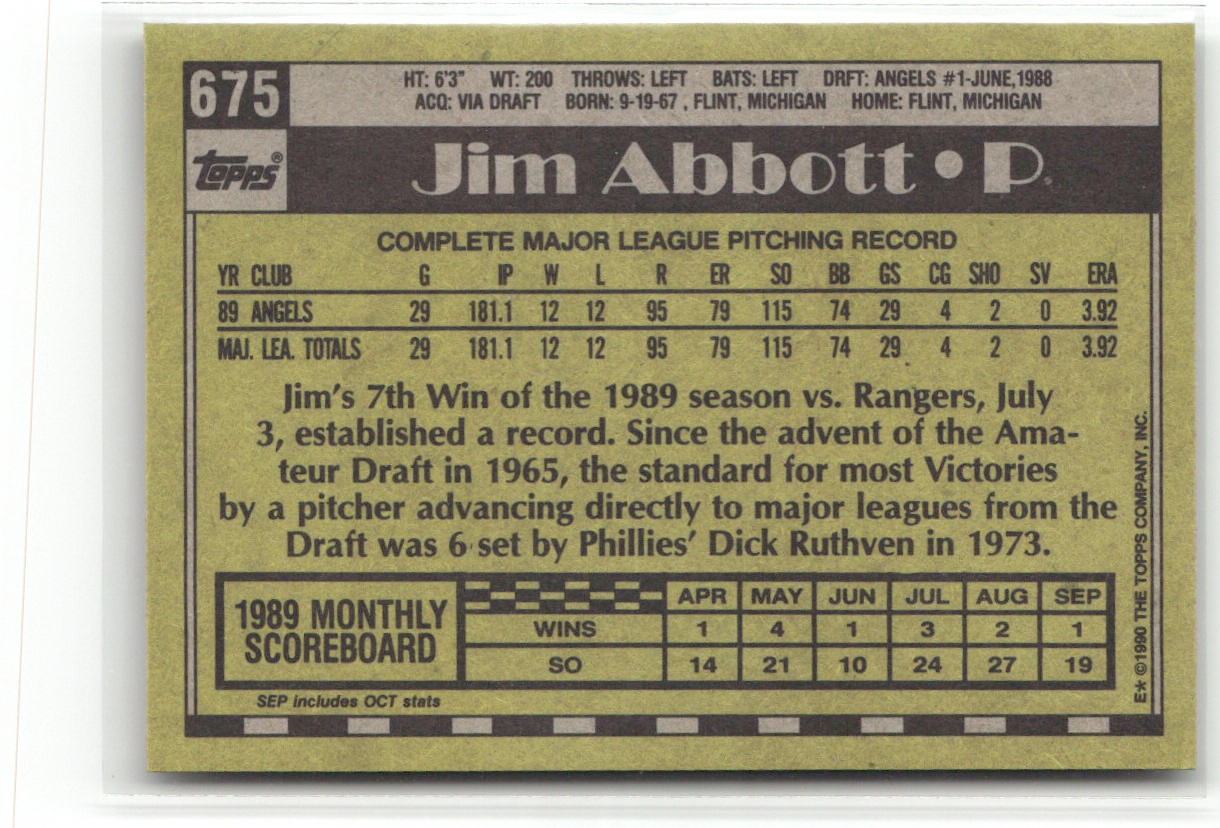 675
HT: 6'3" WT: 200 THROWS: LEFT BATS: LEFT DRFT: ANGELS #1-JUNE,1988
ACQ: VIA DRAFT BORN: 9-19-67 , FLINT, MICHIGAN HOME: FLINT, MICHIGAN
topps®
Jim Abbott • P
COMPLETE MAJOR LEAGUE PITCHING RECORD
YR CLUB G IP W L R ER SO BB GS CG SHO SV ERA
89 ANGELS 29 181.1 12 12 95 79 115 74 29 4 2 0 3.92
MAJ. LEA. TOTALS 29 181.1 12 12 95 79 115 74 29 4 2 0 3.92
Jim's 7th Win of the 1989 season vs. Rangers, July
3, established a record. Since the advent of the Ama-
teur Draft in 1965, the standard for most Victories
by a pitcher advancing directly to major leagues from the
Draft was 6 set by Phillies' Dick Ruthven in 1973.
1989 MONTHLY
SCOREBOARD
APR MAY JUN JUL AUG SEP
WINS 1 4 1 3 2 1
SO 14 21 10 24 27 19
SEP includes OCT stats
E* ©1990 THE TOPPS COMPANY, INC.